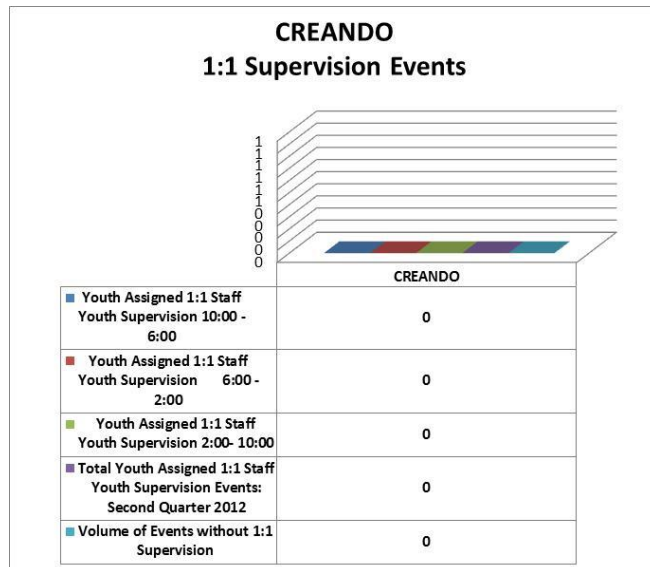 CREANDO
1:1 Supervision Events
1
1
1
1
1
1
0
0
0
0
0
CREANDO
Youth Assigned 1:1 Staff
Youth Supervision 10:00 -
6:00
0
Youth Assigned 1:1 Staff
Youth Supervision 6:00 -
2:00
0
Youth Assigned 1:1 Staff
Youth Supervision 2:00- 10:00
0
Total Youth Assigned 1:1 Staff
Youth Supervision Events:
Second Quarter 2012
0
Volume of Events without 1:1
Supervision
0